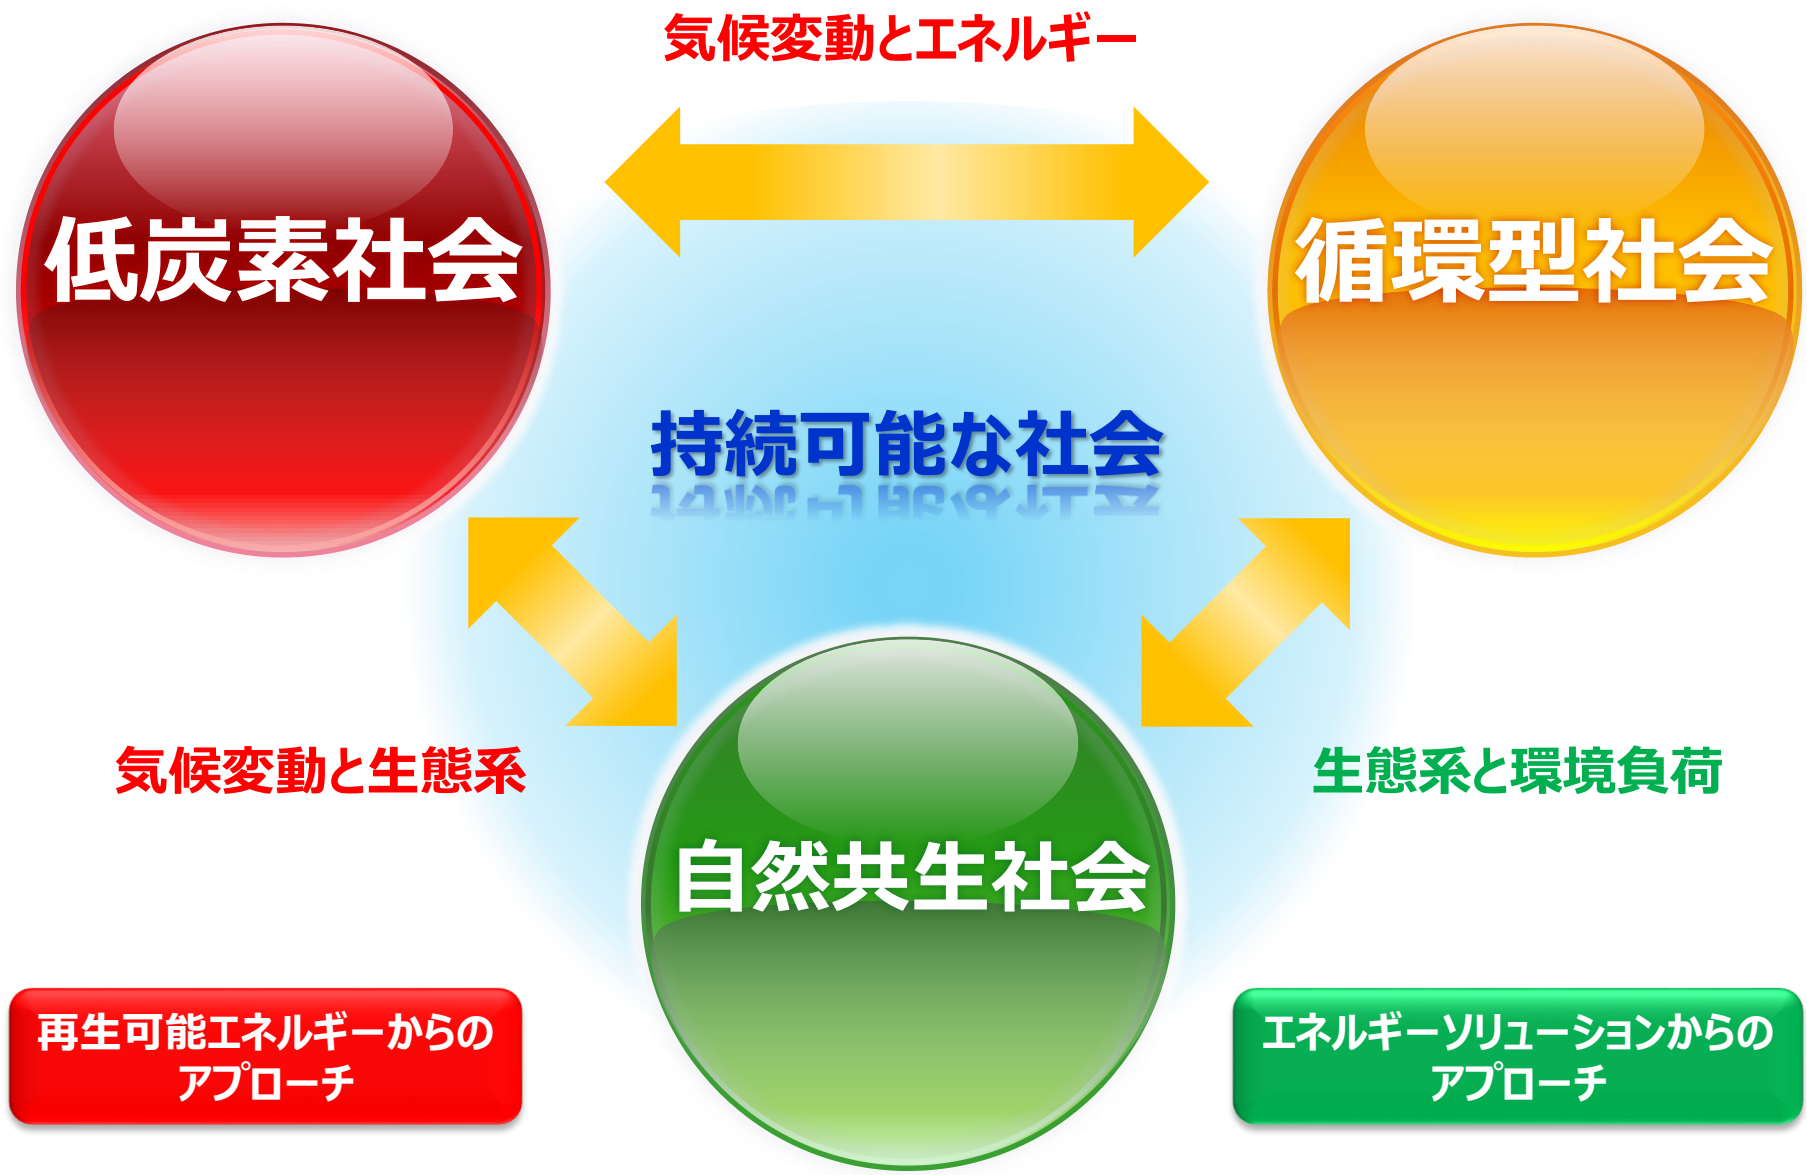 気候変動とエネルギー
低炭素社会
循環型社会
持続可能な社会
気候変動と生態系
生態系と環境負荷
自然共生社会
再生可能エネルギーからの
アプローチ
エネルギーソリューションからの
アプローチ